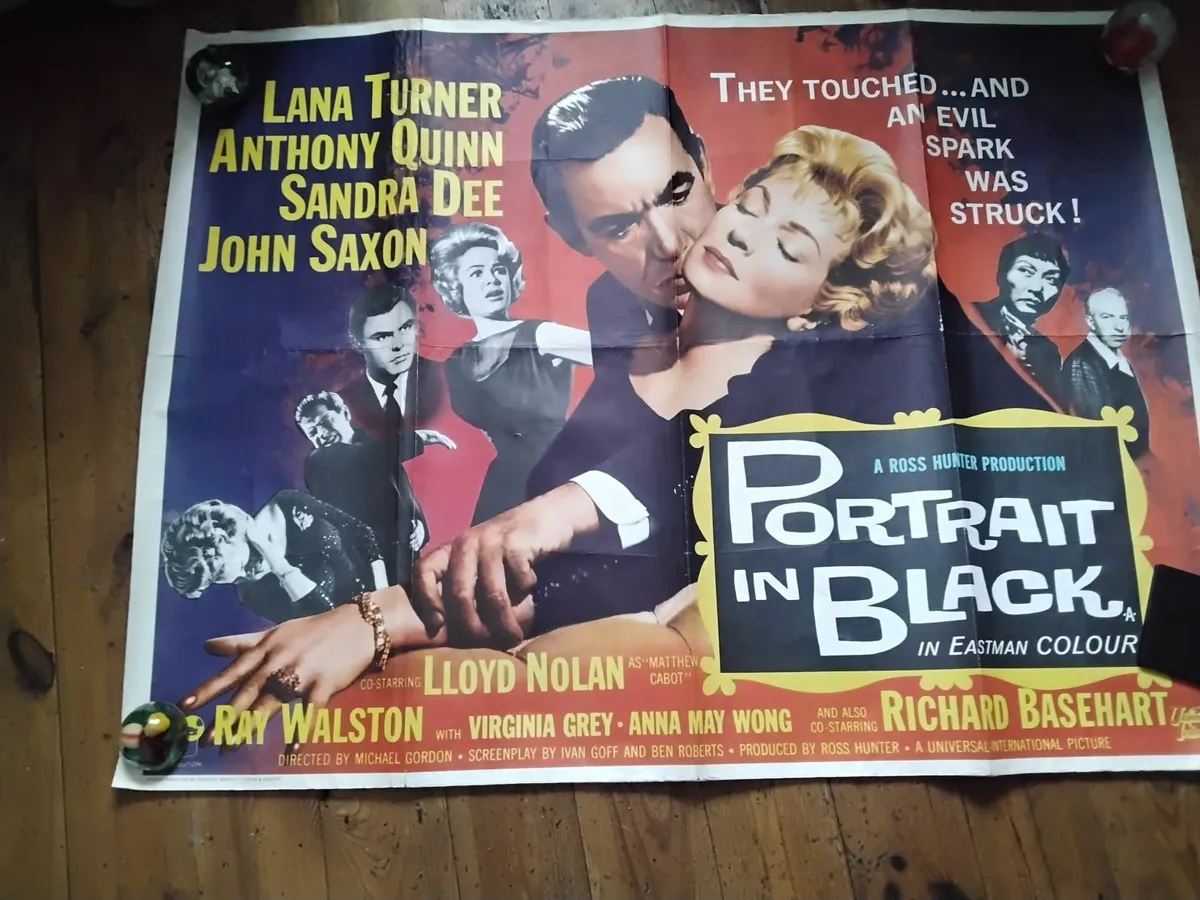 LANA TURNER
ANTHONY QUINN
SANDRA DEE
JOHN SAXON
THEY TOUCHED...AND
AN EVIL
SPARK
WAS
STRUCK!
A ROSS HUNTER PRODUCTION
PORTRAIT
IN BLACK
A
IN EASTMAN COLOUR
CO-STARRING LLOYD NOLAN AS "MATTHEW CABOT"
RAY WALSTON WITH VIRGINIA GREY • ANNA MAY WONG AND ALSO CO-STARRING RICHARD BASEHART
DIRECTED BY MICHAEL GORDON • SCREENPLAY BY IVAN GOFF AND BEN ROBERTS • PRODUCED BY ROSS HUNTER • A UNIVERSAL-INTERNATIONAL PICTURE